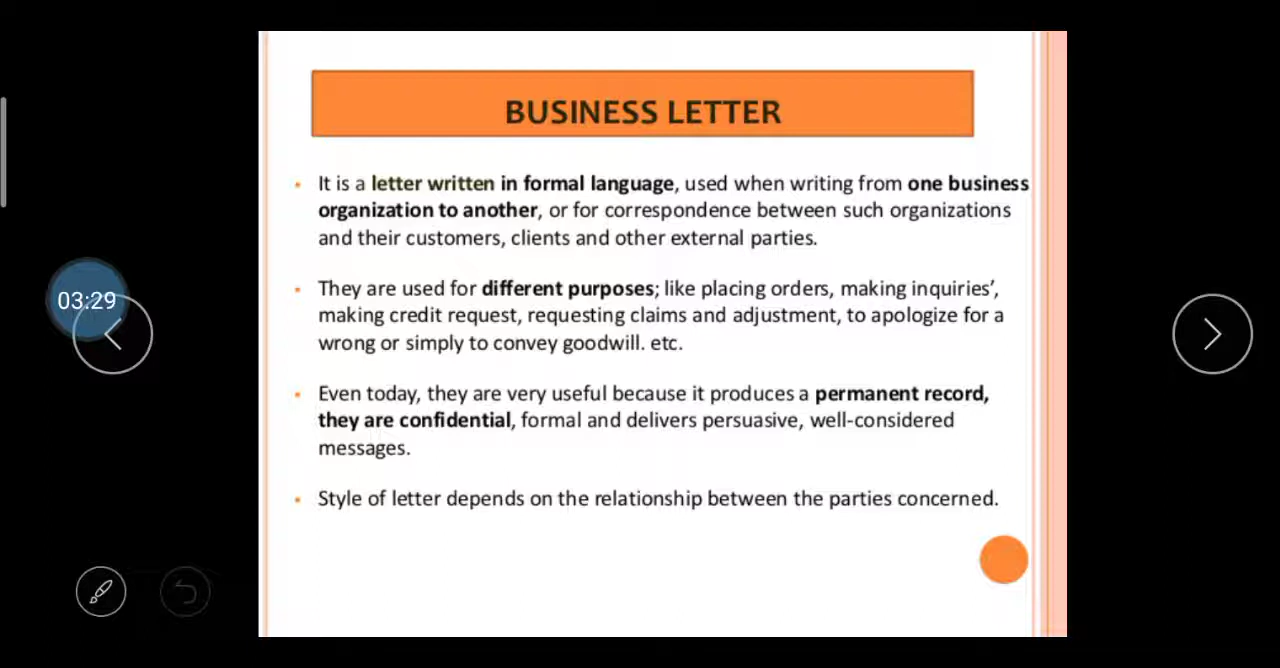 BUSINESS LETTER
It is a letter written in formal language, used when writing from one business
organization to another, or for correspondence between such organizations
and their customers, clients and other external parties.
They are used for different purposes; like placing orders, making inquiries’,
making credit request, requesting claims and adjustment, to apologize for a
wrong or simply to convey goodwill. etc.
Even today, they are very useful because it produces a permanent record,
they are confidential, formal and delivers persuasive, well-considered
messages.
Style of letter depends on the relationship between the parties concerned.
03:29